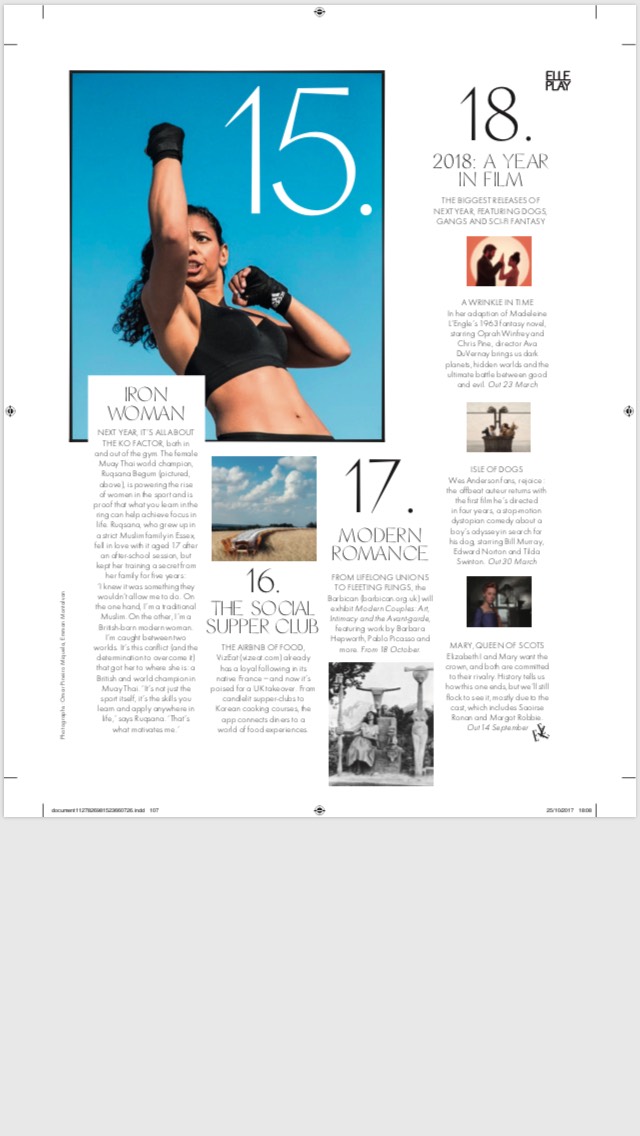 15.
IRON
WOMAN
NEXT YEAR, IT'S ALL ABOUT
THE KO FACTOR, both in
and out of the gym. The female
Muay Thai world champion,
Ruqsana Begum (pictured,
above), is powering the rise
of women in the sport and is
proof that what you learn in the
ring can help achieve focus in
life. Ruqsana, who grew up in
a strict Muslim family in Essex,
fell in love with it aged 17 after
an after-school session, but
kept her training a secret from
her family for five years:
'I knew it was something they
wouldn't allow me to do. On
the one hand, I'm a traditional
Muslim. On the other, I'm a
British-born modern woman.
I'm caught between two
worlds. It's this conflict (and the
determination to overcome it)
that got her to where she is: a
British and world champion in
Muay Thai. 'It's not just the
sport itself, it's the skills you
learn and apply anywhere in
life,' says Ruqsana. 'That's
what motivates me.'
16.
THE SOCIAL
SUPPER CLUB
THE AIRBNB OF FOOD,
VizEat (vizeat.com) already
has a loyal following in its
native France – and now it's
poised for a UK takeover. From
candlelit supper-clubs to
Korean cooking courses, the
app connects diners to a
world of food experiences.
17.
MODERN
ROMANCE
FROM LIFELONG UNIONS
TO FLEETING FLINGS, the
Barbican (barbican.org.uk) will
exhibit Modern Couples: Art,
Intimacy and the Avant-garde,
featuring work by Barbara
Hepworth, Pablo Picasso and
more. From 18 October
ELLE
PLAY
18.
2018: A YEAR
IN FILM
THE BIGGEST RELEASES OF
NEXT YEAR, FEATURING DOGS,
GANGS AND SCI-FI FANTASY
A WRINKLE IN TIME
In her adaption of Madeleine
L'Engle's 1963 fantasy novel,
starring Oprah Winfrey and
Chris Pine, director Ava
DuVernay brings us dark
planets, hidden worlds and the
ultimate battle between good
and evil. Out 23 March
ISLE OF DOGS
Wes Anderson fans, rejoice:
the offbeat auteur returns with
the first film he's directed
in four years, a stop-motion
dystopian comedy about a
boy's odyssey in search for
his dog, starring Bill Murray,
Edward Norton and Tilda
Swinton. Out 30 March
MARY, QUEEN OF SCOTS
Elizabeth I and Mary want the
crown, and both are committed
to their rivalry. History tells us
how this one ends, but we'll still
flock to see it, mostly due to the
cast, which includes Saoirse
Ronan and Margot Robbie.
Out 14 September
107
25/10/2017